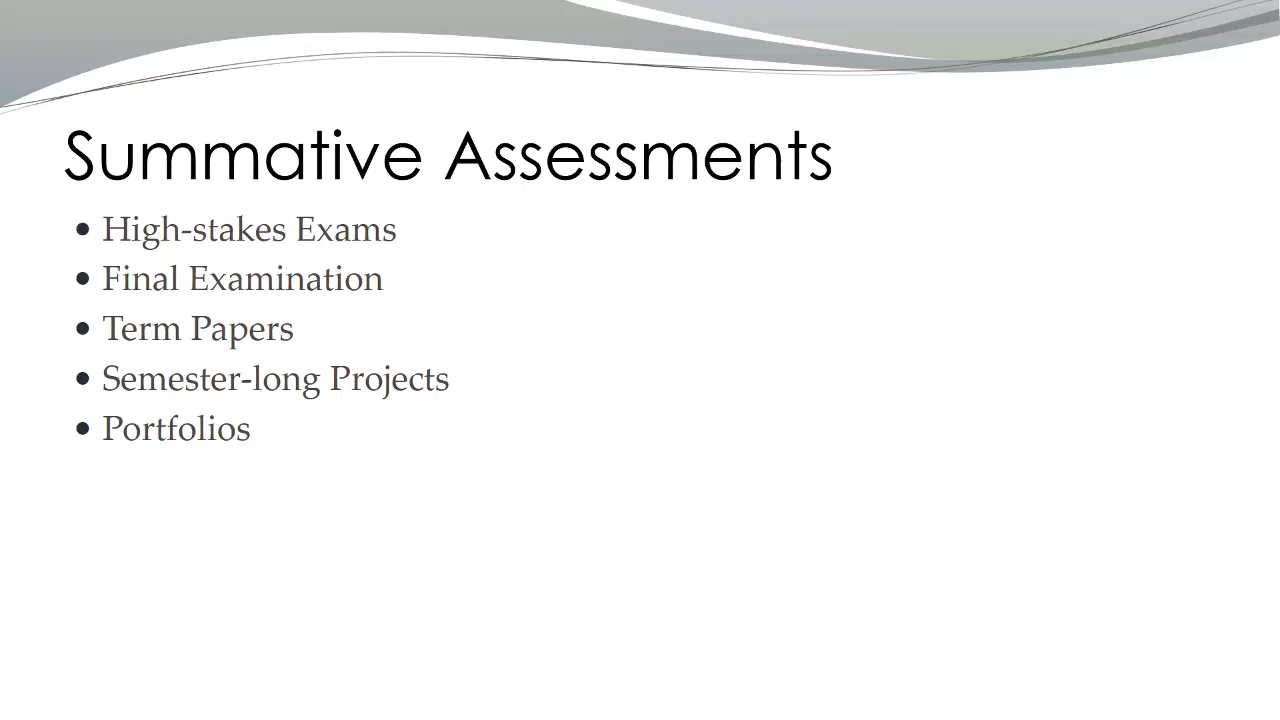 Summative Assessments
• High-stakes Exams
• Final Examination
• Term Papers
• Semester-long Projects
• Portfolios